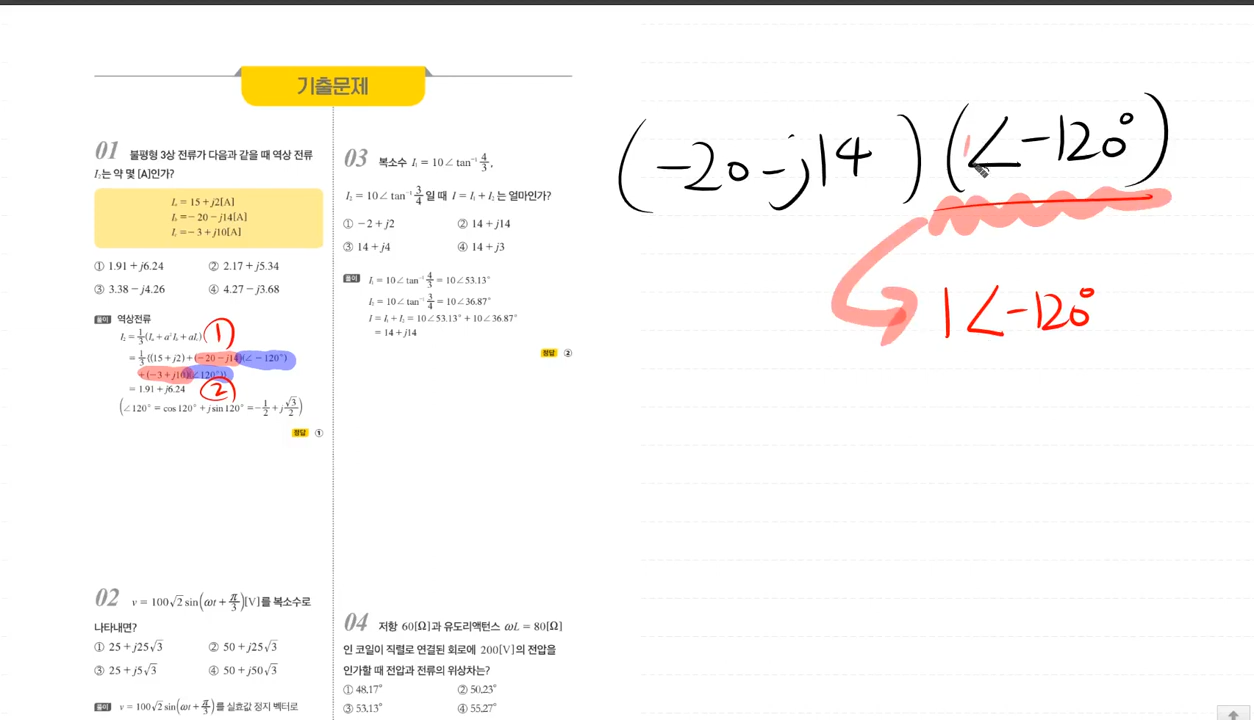 기출문제
01 불평형 3상 전류가 다음과 같을 때 역상 전류
I₂는 약 몇 [A]인가?
Iₐ = 15 + j2[A]
I_b = − 20 − j14[A]
I_c = − 3 + j10[A]
① 1.91 + j6.24 ② 2.17 + j5.34
③ 3.38 − j4.26 ④ 4.27 − j3.68
풀이 역상전류
I₂ = 1/3(Iₐ + a²I_b + aI_c) ①
= 1/3{(15 + j2) + (−20 − j14)(∠ − 120°)
+ (−3 + j10)(∠120°)}
= 1.91 + j6.24 ②
(∠120° = cos120° + jsin120° = −1/2 + j√3/2)
정답 ①
02 v = 100√2 sin(ωt + π/3)[V]를 복소수로
나타내면?
① 25 + j25√3 ② 50 + j25√3
③ 25 + j5√3 ④ 50 + j50√3
풀이 v = 100√2 sin(ωt + π/3)를 실효값 정지 벡터로
03 복소수 I₁ = 10∠tan⁻¹ 4/3,
I₂ = 10∠tan⁻¹ 3/4 일 때 I = I₁ + I₂ 는 얼마인가?
① −2 + j2 ② 14 + j14
③ 14 + j4 ④ 14 + j3
풀이 I₁ = 10∠tan⁻¹ 4/3 = 10∠53.13°
I₂ = 10∠tan⁻¹ 3/4 = 10∠36.87°
I = I₁ + I₂ = 10∠53.13° + 10∠36.87°
= 14 + j14
정답 ②
04 저항 60[Ω]과 유도리액턴스 ωL = 80[Ω]
인 코일이 직렬로 연결된 회로에 200[V]의 전압을
인가할 때 전압과 전류의 위상차는?
① 48.17° ② 50.23°
③ 53.13° ④ 55.27°
(−20−j14)(1∠−120°)
1∠−120°